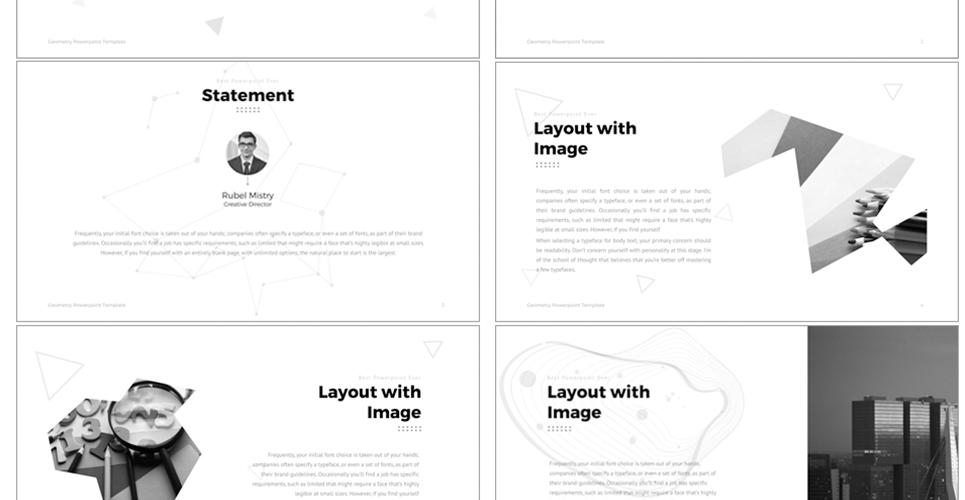 Geometry Powerpoint Template
Geometry Powerpoint Template
2
Best Powerpoint Ever
Statement
Rubel Mistry
Creative Director
Frequently, your initial font choice is taken out of your hands; companies often specify a typeface, or even a set of fonts, as part of their brand
guidelines. Occasionally you'll find a job has specific requirements, such as limited that might require a face that's highly legible at small sizes.
However, if you find yourself with an entirely blank page, with unlimited options, the natural place to start is the largest.
Geometry Powerpoint Template
3
Best Powerpoint Ever
Layout with
Image
Frequently, your initial font choice is taken out of your hands;
companies often specify a typeface, or even a set of fonts, as part of
their brand guidelines. Occasionally you'll find a job has specific
requirements, such as limited that might require a face that's highly
legible at small sizes. However, if you find yourself
When selecting a typeface for body text, your primary concern should
be readability. Don't concern yourself with personality at this stage. I'm
of the school of thought that believes that you're better off mastering
a few typefaces.
Geometry Powerpoint Template
4
Best Powerpoint Ever
Layout with
Image
Frequently, your initial font choice is taken out of your hands;
companies often specify a typeface, or even a set of fonts, as part of
their brand guidelines. Occasionally you'll find a job has specific
requirements, such as limited that might require a face that's highly
legible at small sizes. However, if you find yourself
Best Powerpoint Ever
Layout with
Image
Frequently, your initial font choice is taken out of your hands;
companies often specify a typeface, or even a set of fonts, as part of
their brand guidelines. Occasionally you'll find a job has specific
requirements, such as limited that might require a face that's highly